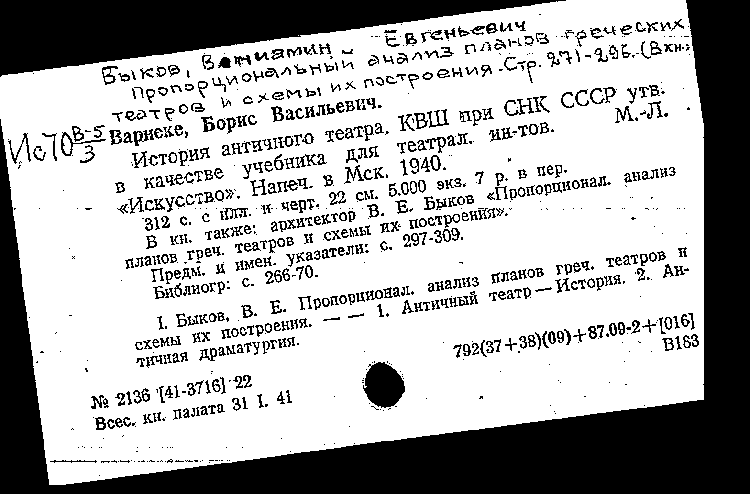 Быков, Вениамин Евгеньевич
Пропорциональный анализ планов греческих
театров и схемы их построения. Стр. 271-296. (В кн.:
Ис70 В-5/3
Варнеке, Борис Васильевич.
История античного театра. КВШ при СНК СССР утв.
в качестве учебника для театрал. ин-тов. М.-Л.
«Искусство». Напеч. в Мск. 1940.
312 с. с илл. и черт. 22 см. 5.000 экз. 7 р. в пер.
В кн. также: архитектор В. Е. Быков «Пропорционал. анализ
планов греч. театров и схемы их построения».
Предм. и имен. указатели: с. 297-309.
Библиогр: с. 266-70.
I. Быков, В. Е. Пропорционал. анализ планов греч. театров и
схемы их построения. — — 1. Античный театр — История. 2. Ан-
тичная драматургия.
792(37+38)(09)+87.09-2+[016]
В183
№ 2136 [41-3716] 22
Всес. кн. палата 31 I. 41